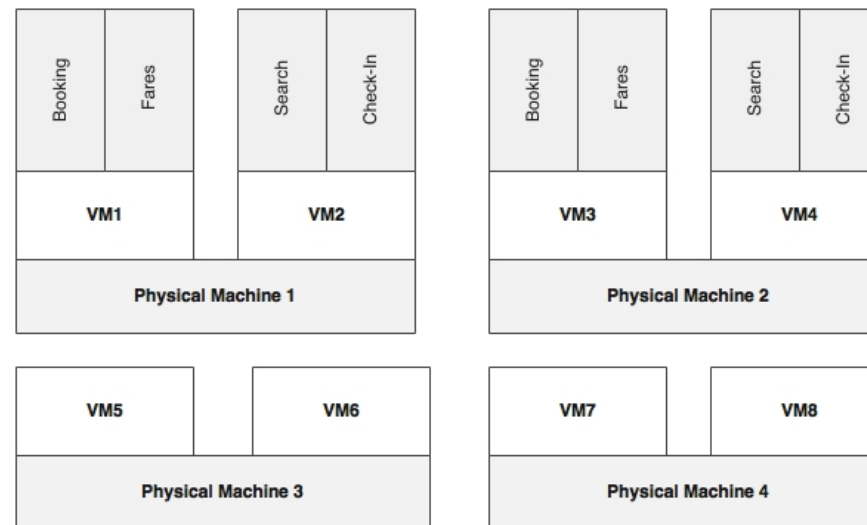 Booking
Fares
Search
Check-In
Booking
Fares
Search
Check-In
VM1
VM2
VM3
VM4
Physical Machine 1
Physical Machine 2
VM5
VM6
VM7
VM8
Physical Machine 3
Physical Machine 4